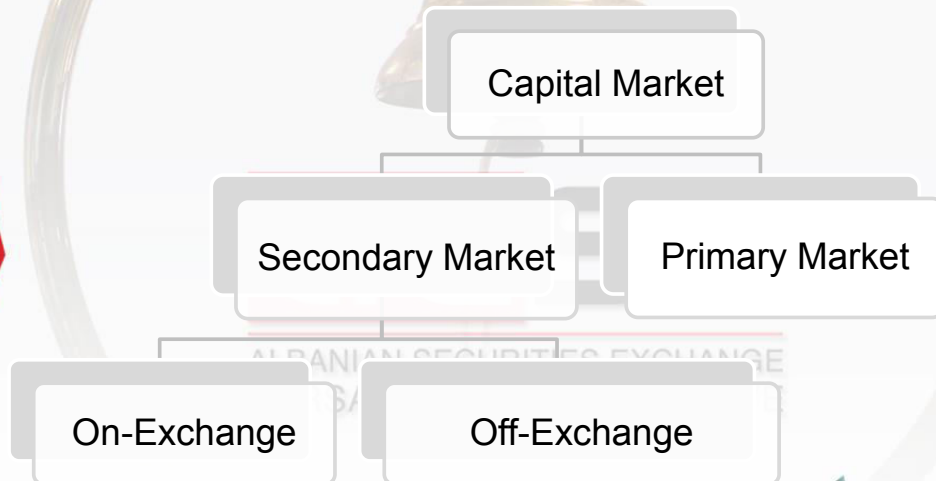 Capital Market
Secondary Market
Primary Market
ALBANIAN SECURITIES EXCHANGE
On-Exchange
Off-Exchange